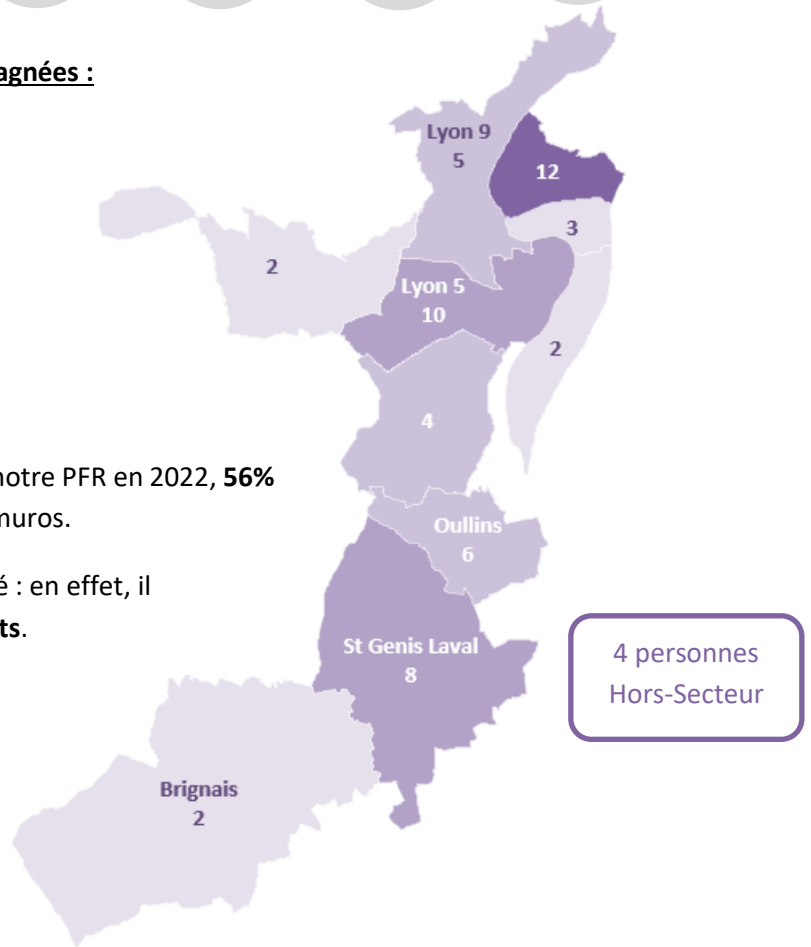 agnées :
Lyon 9
5
12
3
2
Lyon 5
10
2
4
notre PFR en 2022, 56%
muros.
Oullins
6
é : en effet, il
ts.
St Genis Laval
8
4 personnes
Hors-Secteur
Brignais
2